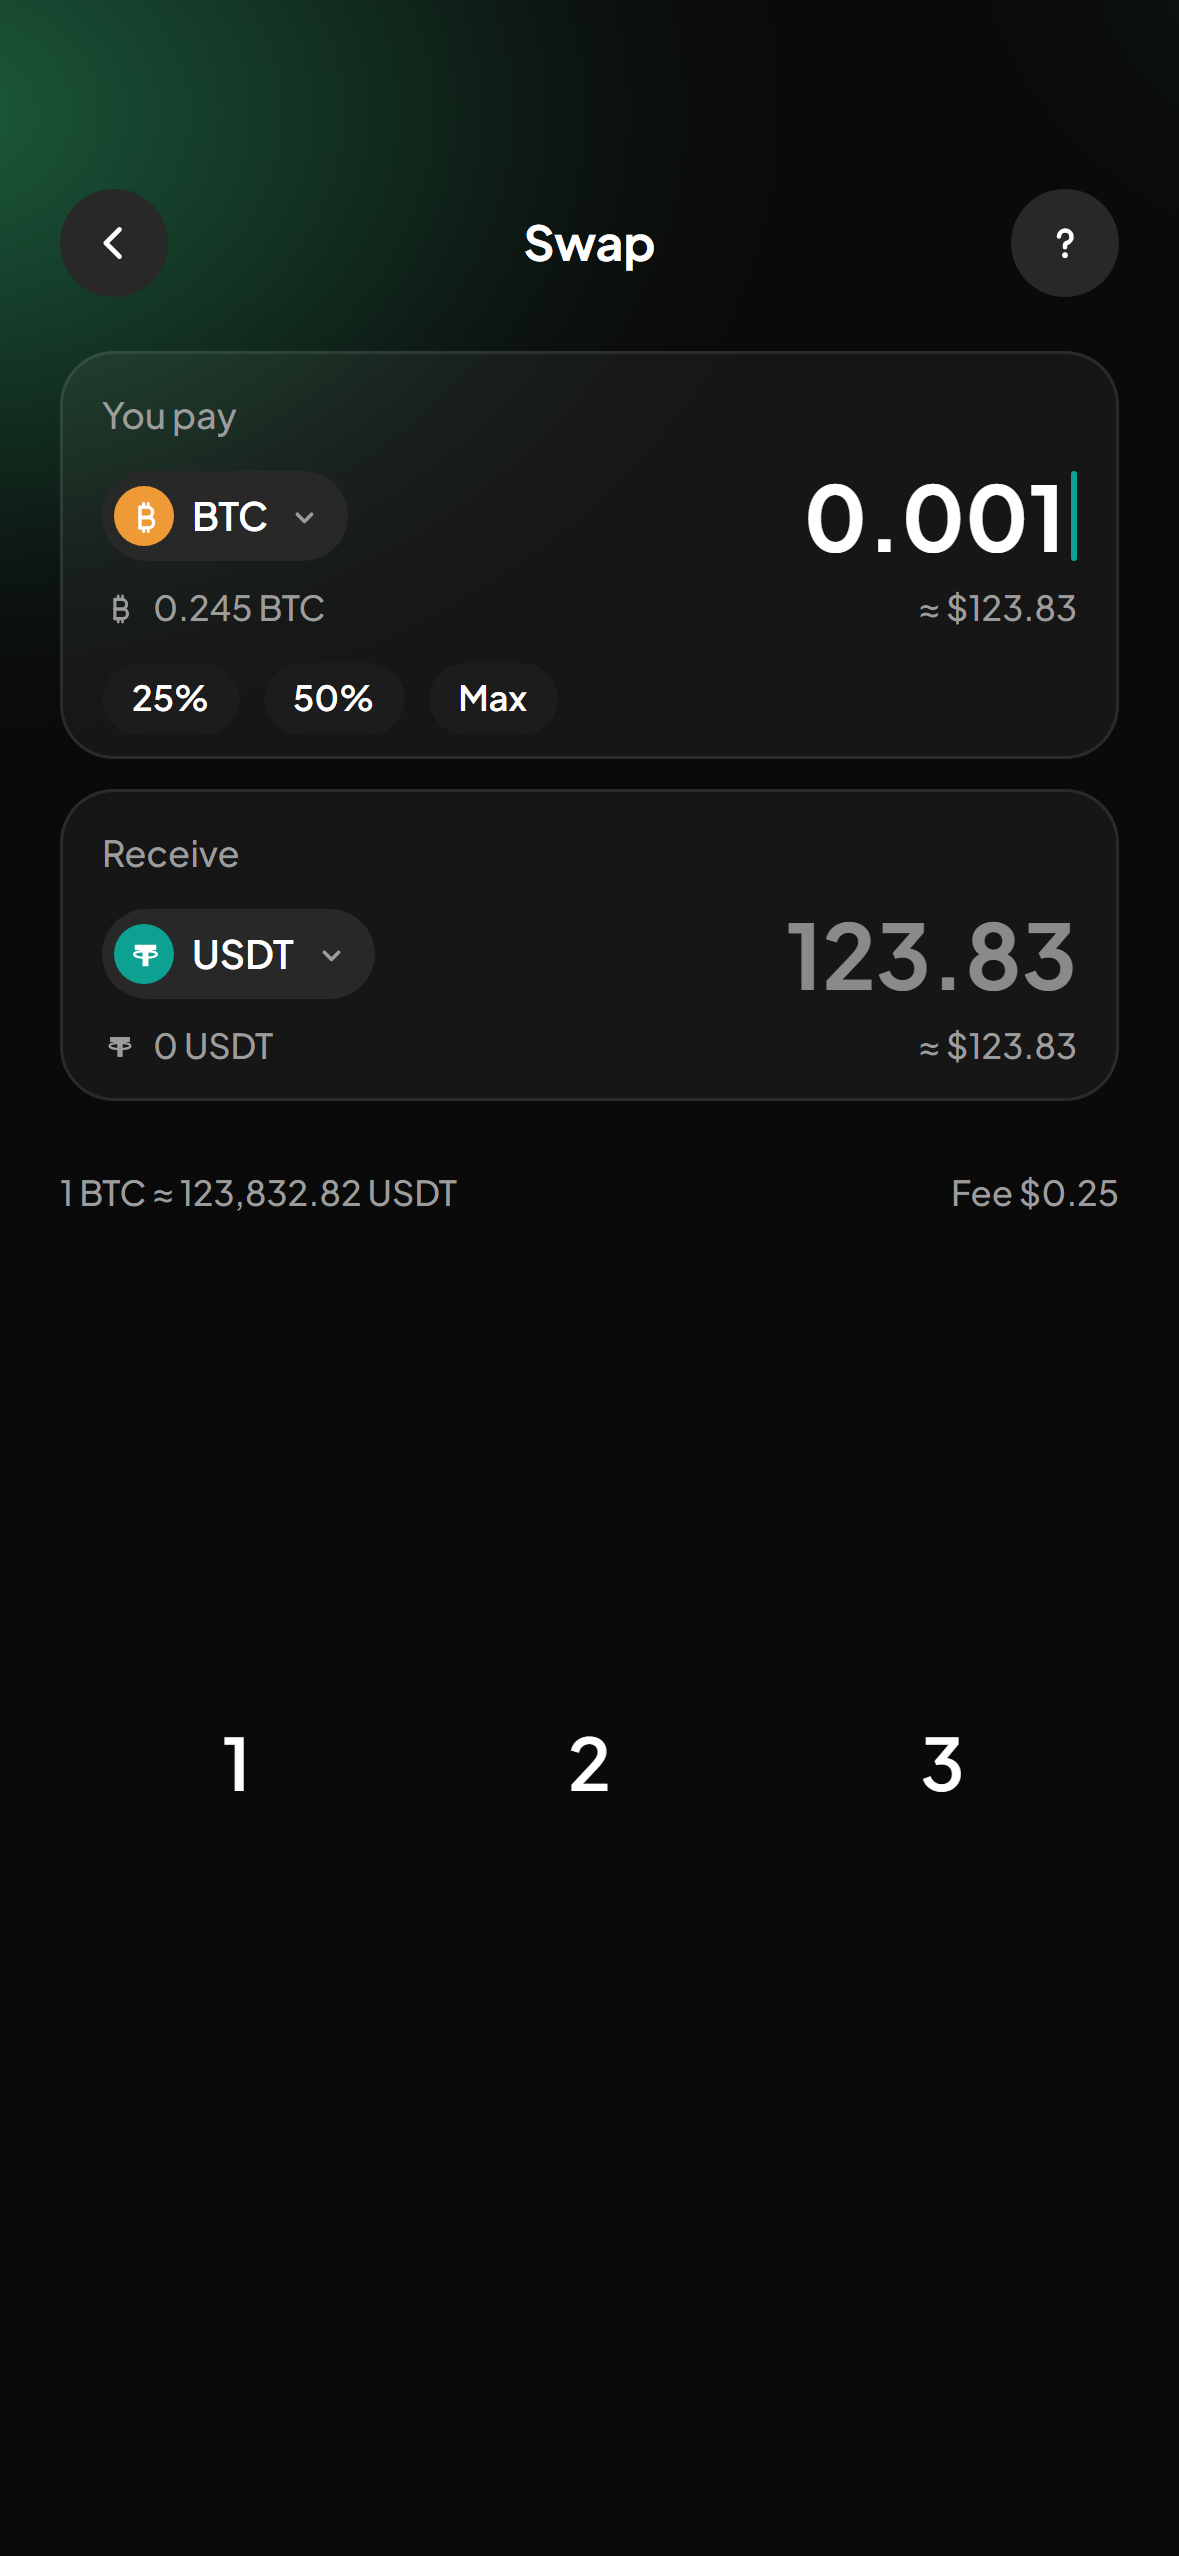 Swap
?
You pay
BTC
0.001
0.245 BTC
≈ $123.83
25%
50%
Max
Receive
USDT
123.83
0 USDT
≈ $123.83
1 BTC ≈ 123,832.82 USDT
Fee $0.25
1
2
3